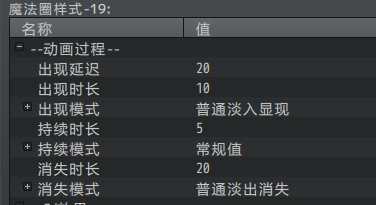 魔法圈样式-19:
名称 值
--动画过程--
出现延迟 20
出现时长 10
出现模式 普通淡入显现
持续时长 5
持续模式 常规值
消失时长 20
消失模式 普通淡出消失